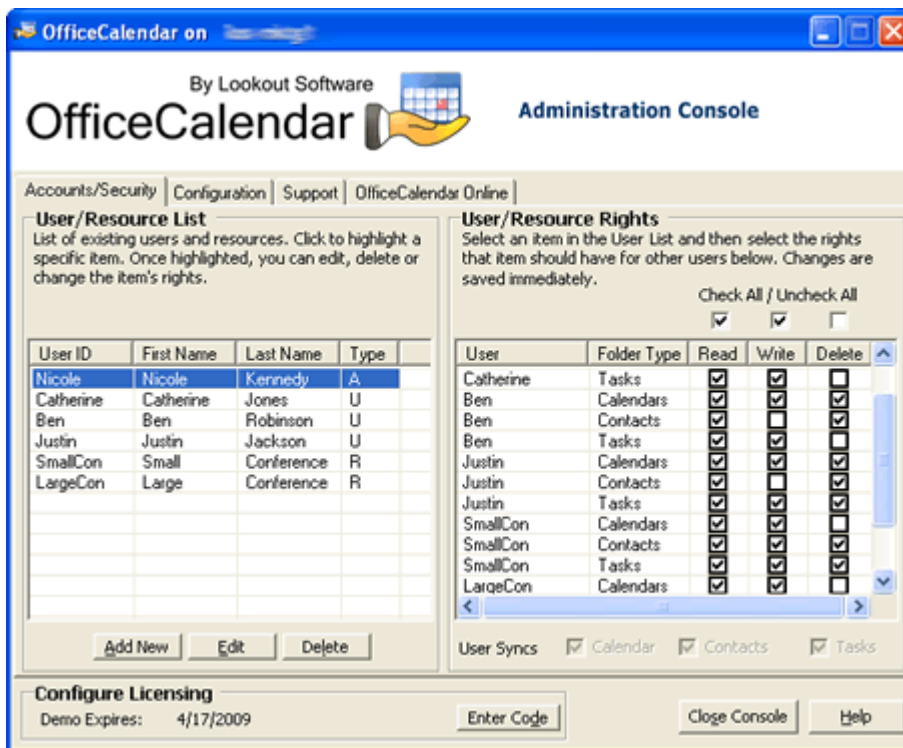 OfficeCalendar on
By Lookout Software
OfficeCalendar
Administration Console
Accounts/Security Configuration Support OfficeCalendar Online
User/Resource List
List of existing users and resources. Click to highlight a
specific item. Once highlighted, you can edit, delete or
change the item's rights.
User ID First Name Last Name Type
Nicole Nicole Kennedy A
Catherine Catherine Jones U
Ben Ben Robinson U
Justin Justin Jackson U
SmallCon Small Conference R
LargeCon Large Conference R
Add New Edit Delete
User/Resource Rights
Select an item in the User List and then select the rights
that item should have for other users below. Changes are
saved immediately.
Check All / Uncheck All
User Folder Type Read Write Delete
Catherine Tasks
Ben Calendars
Ben Contacts
Ben Tasks
Justin Calendars
Justin Contacts
Justin Tasks
SmallCon Calendars
SmallCon Contacts
SmallCon Tasks
LargeCon Calendars
User Syncs Calendar Contacts Tasks
Configure Licensing
Demo Expires: 4/17/2009 Enter Code
Close Console Help